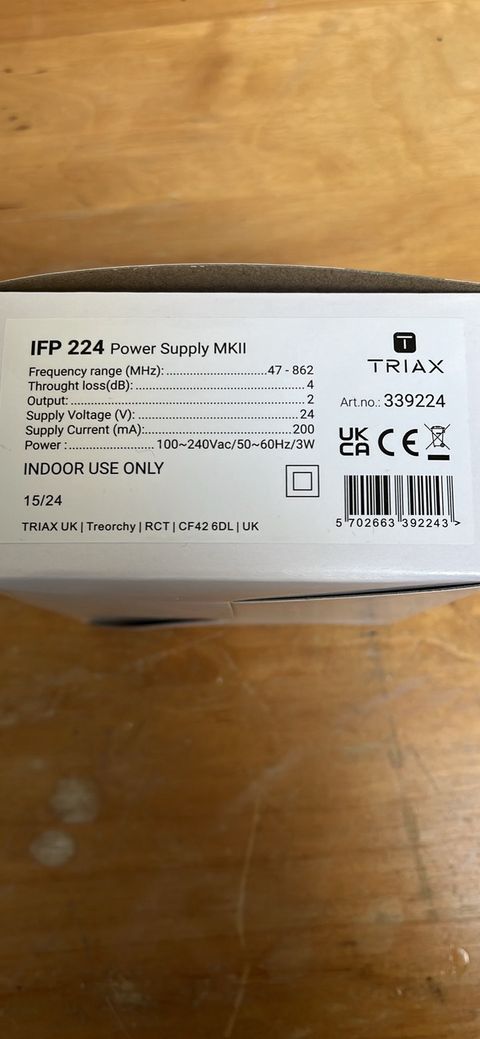 IFP 224 Power Supply MKII
Frequency range (MHz):..............................47 - 862
Throught loss(dB):..................................................4
Output:....................................................................2
Supply Voltage (V): ...............................................24
Supply Current (mA):...........................................200
Power :........................ 100~240Vac/50~60Hz/3W
INDOOR USE ONLY
15/24
TRIAX UK | Treorchy | RCT | CF42 6DL | UK
T
TRIAX
Art.no.: 339224
UK
CA CE
5 702663 392243 >